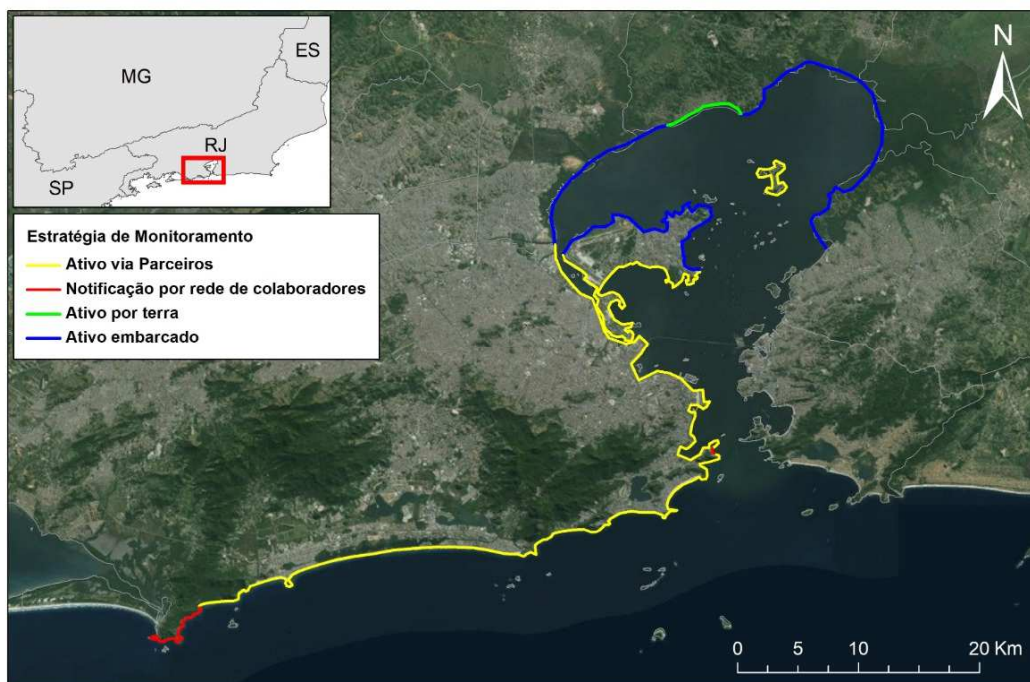 MG
ES
RJ
SP
N
Estratégia de Monitoramento
Ativo via Parceiros
Notificação por rede de colaboradores
Ativo por terra
Ativo embarcado
0 5 10 20 Km